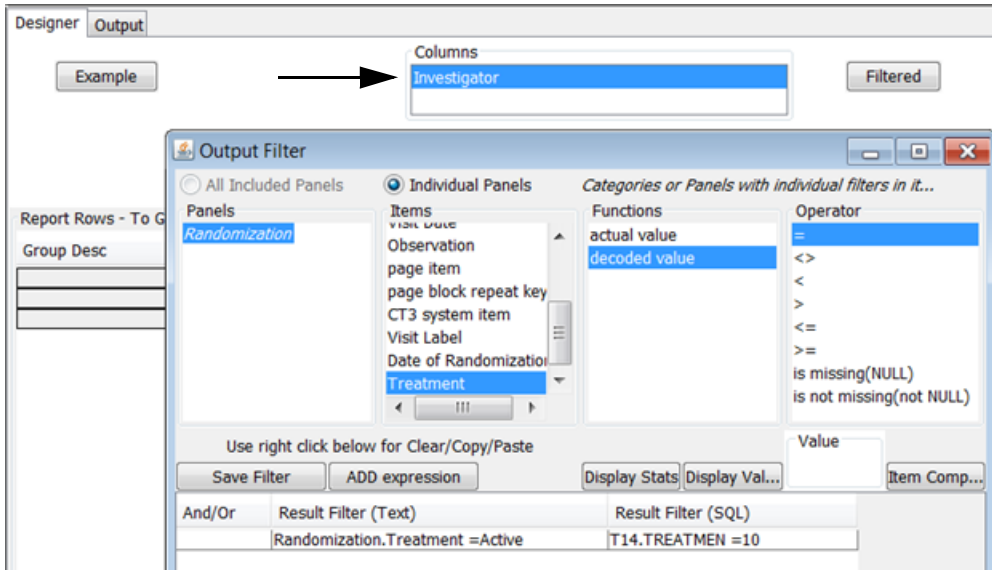 Designer Output
Columns
Example Investigator Filtered
Output Filter
All Included Panels Individual Panels Categories or Panels with individual filters in it...
Report Rows - To G
Group Desc
Panels
Randomization
Items
Visit Date
Observation
page item
page block repeat key
CT3 system item
Visit Label
Date of Randomization
Treatment
Functions
actual value
decoded value
Operator
=
<>
<
>
<=
>=
is missing(NULL)
is not missing(not NULL)
Use right click below for Clear/Copy/Paste
Value
Save Filter ADD expression Display Stats Display Val... Item Comp...
And/Or Result Filter (Text) Result Filter (SQL)
Randomization.Treatment =Active T14.TREATMEN =10